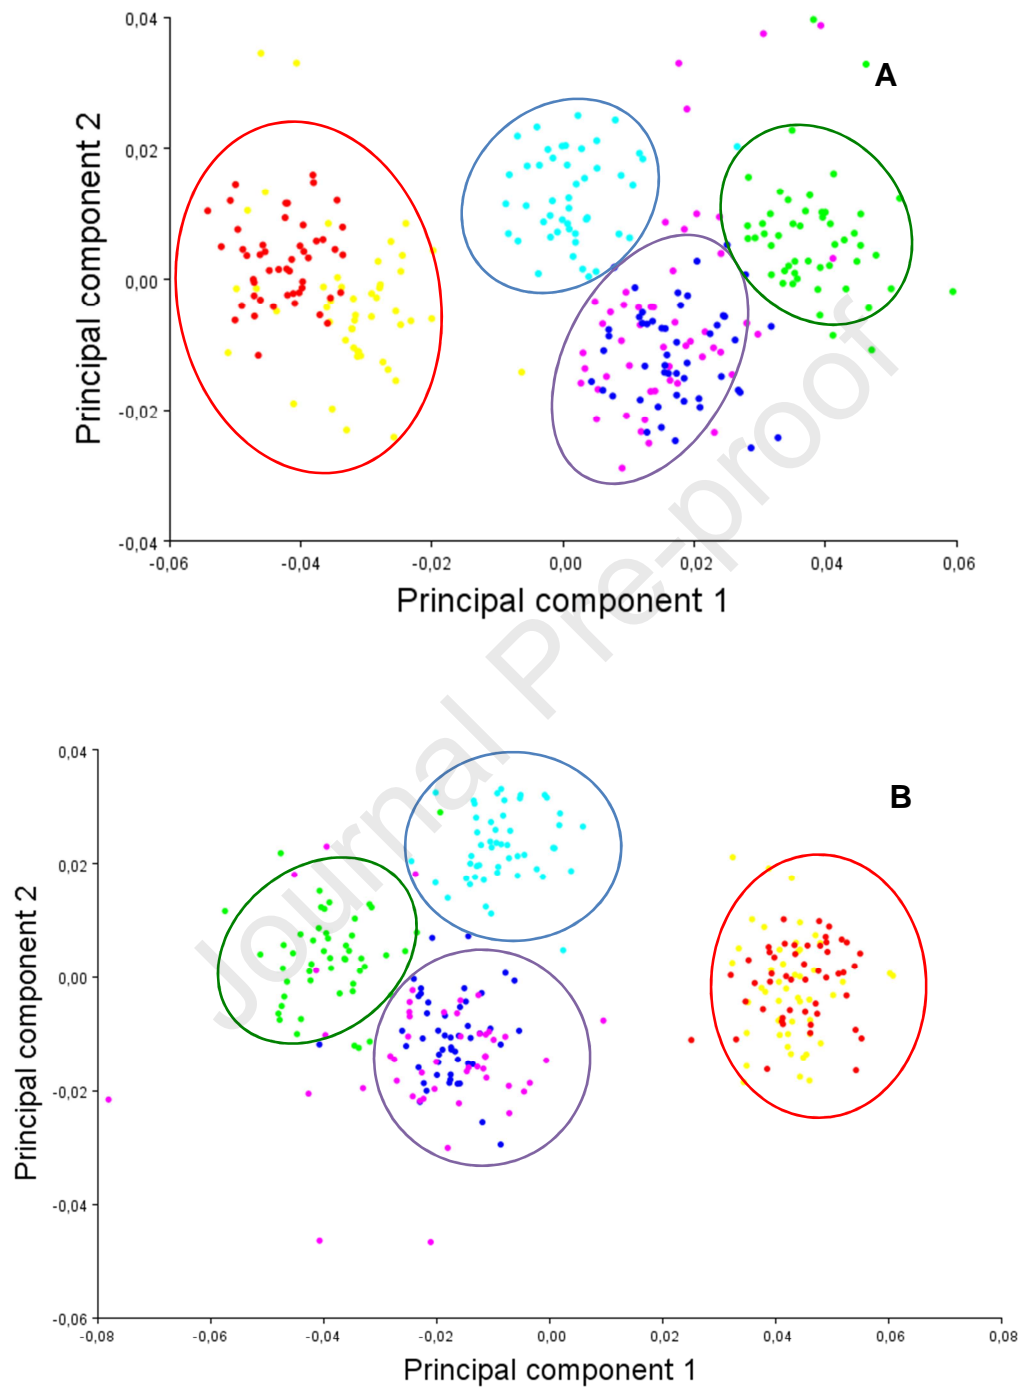 0,04
A
0,02
0,00
-0,02
-0,04
Principal component 2
-0,06 -0,04 -0,02 0,00 0,02 0,04 0,06
Principal component 1
Journal Pre-proof
0,04
B
0,02
0,00
-0,02
-0,04
-0,06
Principal component 2
-0,08 -0,06 -0,04 -0,02 0,00 0,02 0,04 0,06 0,08
Principal component 1